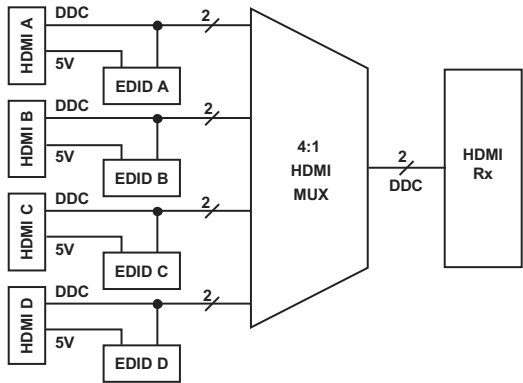 HDMI A
DDC
2
5V
EDID A
HDMI B
DDC
2
5V
EDID B
4:1
HDMI
MUX
2
DDC
HDMI
Rx
HDMI C
DDC
2
5V
EDID C
HDMI D
DDC
2
5V
EDID D